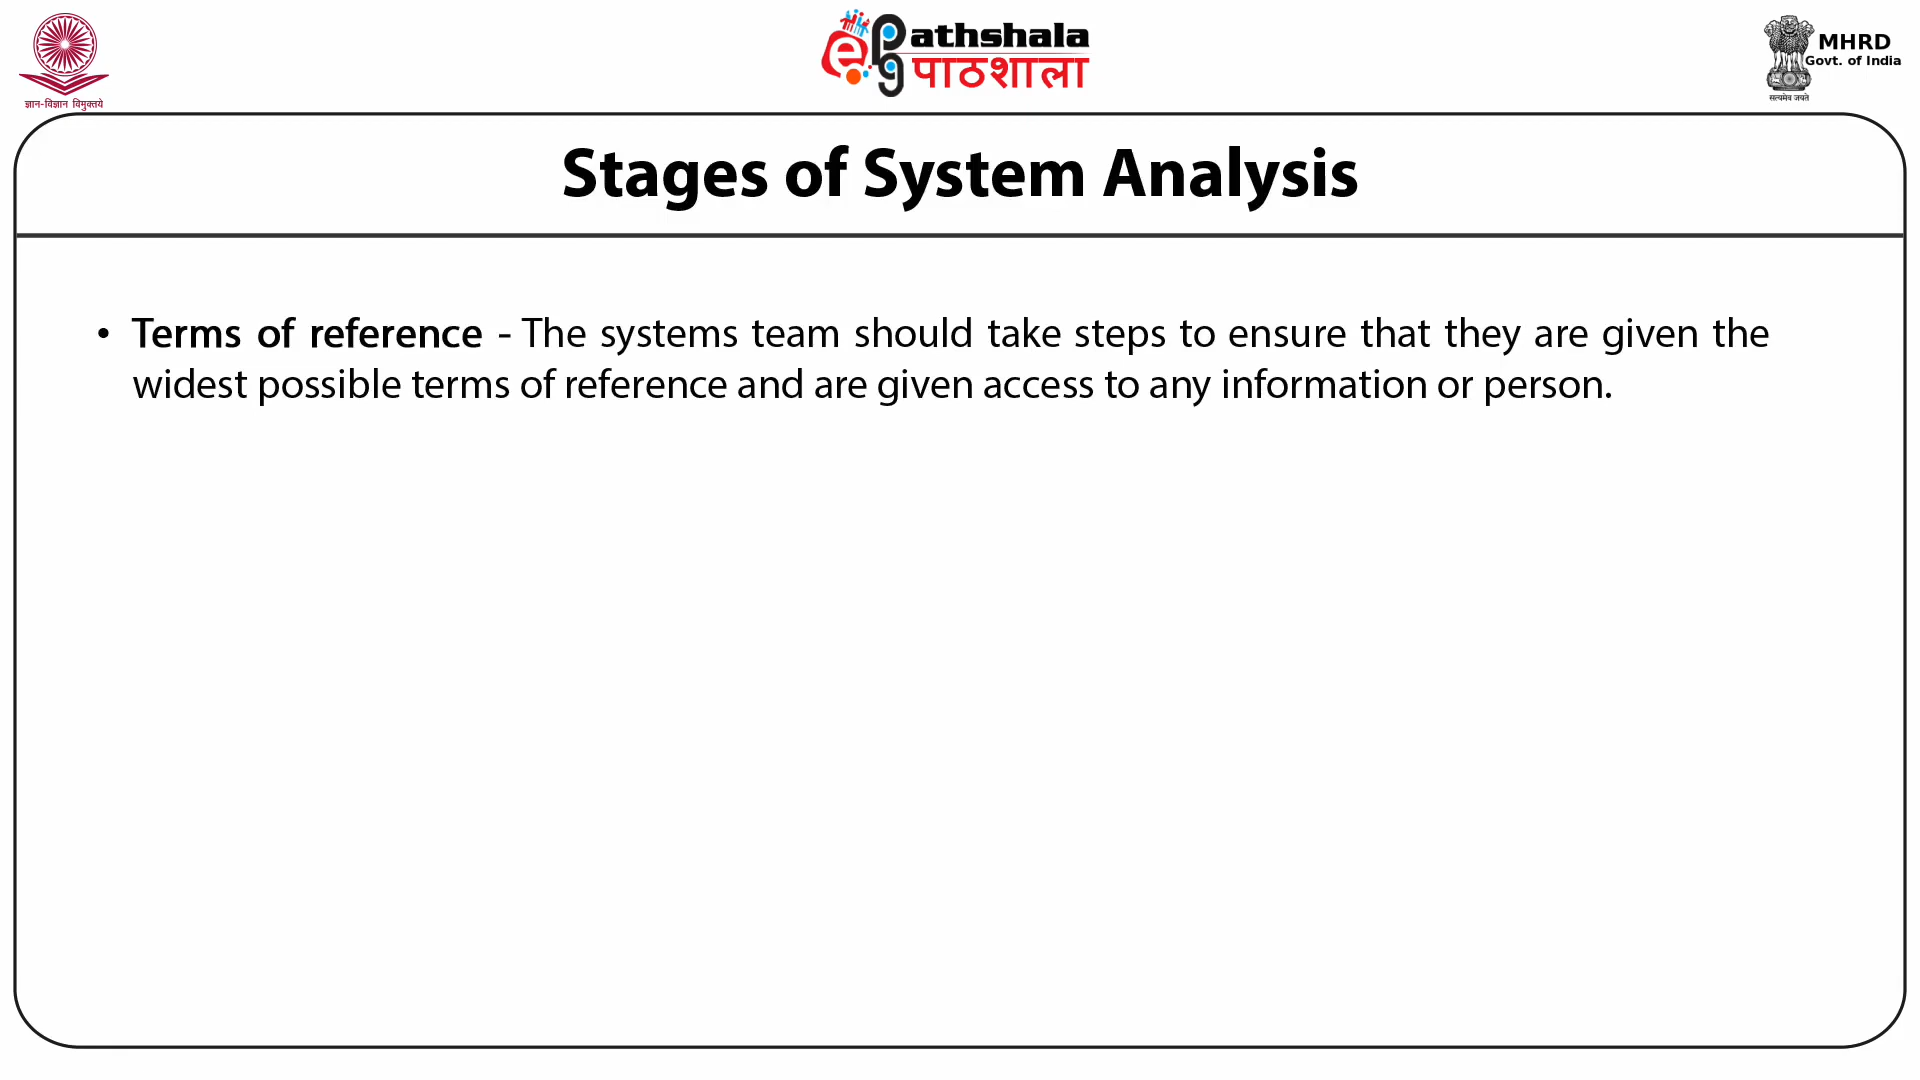 ज्ञान-विज्ञान विमुक्तये
ePathshala
पाठशाला
MHRD
Govt. of India
सत्यमेव जयते
Stages of System Analysis
• Terms of reference - The systems team should take steps to ensure that they are given the
widest possible terms of reference and are given access to any information or person.